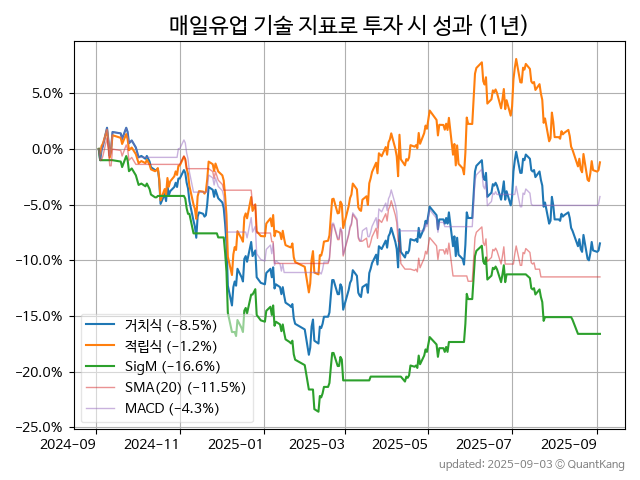 매일유업 기술 지표로 투자 시 성과 (1년)
5.0%
0.0%
−5.0%
−10.0%
−15.0%
−20.0%
−25.0%
거치식 (−8.5%)
적립식 (−1.2%)
SigM (−16.6%)
SMA(20) (−11.5%)
MACD (−4.3%)
2024-09 2024-11 2025-01 2025-03 2025-05 2025-07 2025-09
updated: 2025-09-03 © QuantKang